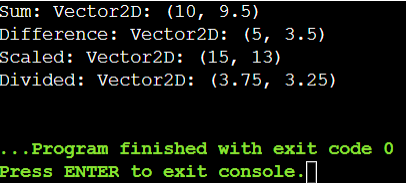 Sum: Vector2D: (10, 9.5)
Difference: Vector2D: (5, 3.5)
Scaled: Vector2D: (15, 13)
Divided: Vector2D: (3.75, 3.25)
...Program finished with exit code 0
Press ENTER to exit console.